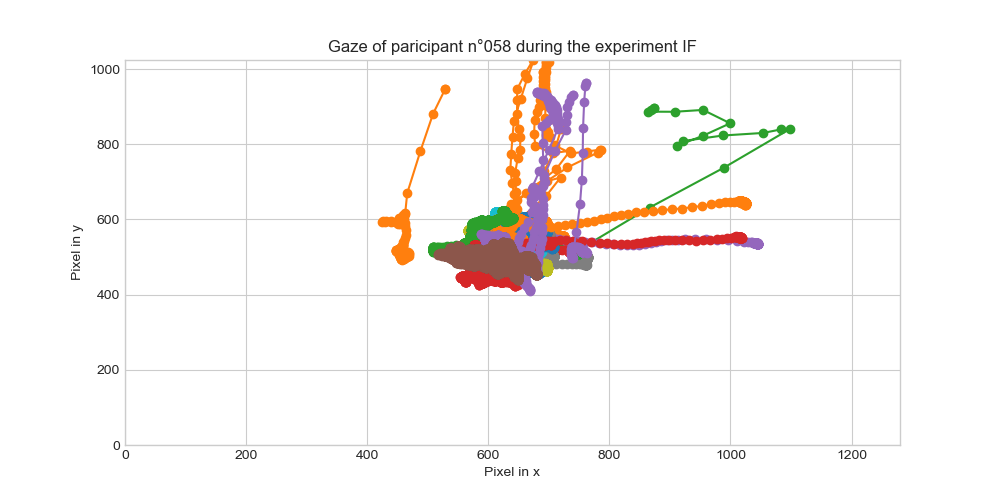 Gaze of paricipant n°058 during the experiment IF
1000
800
600
400
200
0
Pixel in y
0 200 400 600 800 1000 1200
Pixel in x